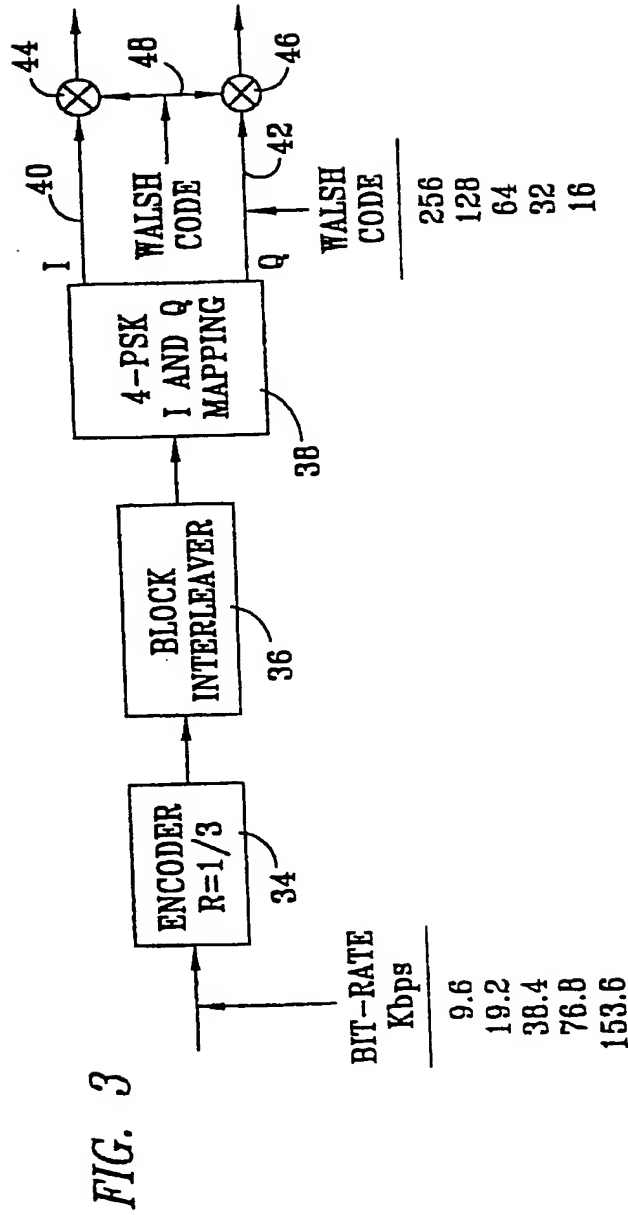 FIG. 3
BIT-RATE
Kbps
9.6
19.2
38.4
76.8
153.6
ENCODER
R=1/3
34
BLOCK
INTERLEAVER
36
4-PSK
I AND Q
MAPPING
38
I
40
44
WALSH
CODE
48
Q
42
46
WALSH
CODE
256
128
64
32
16